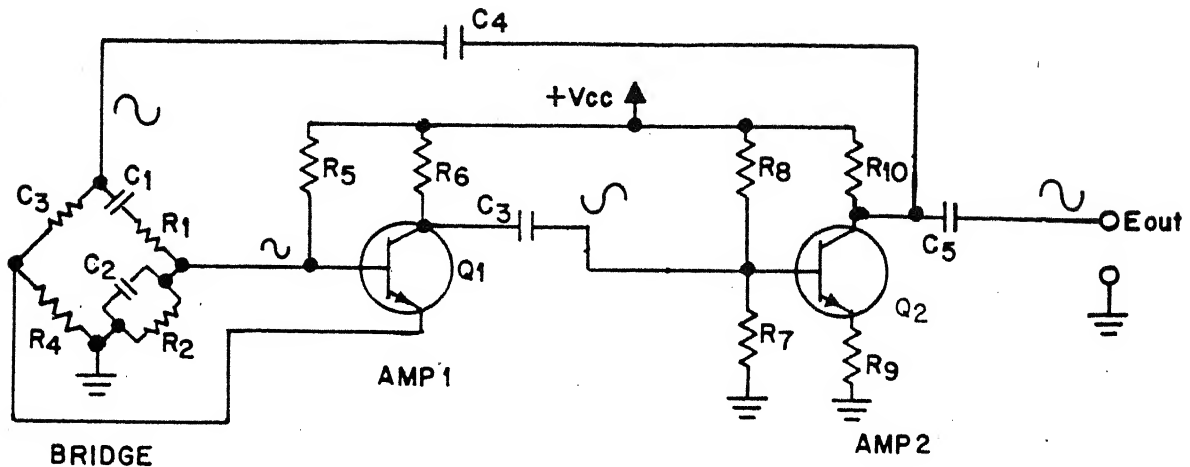 C4
+Vcc
C1
C3
R5
R6
R8
R10
R1
C3
Eout
C2
Q1
C5
Q2
R4
R2
R7
R9
AMP 1
AMP 2
BRIDGE